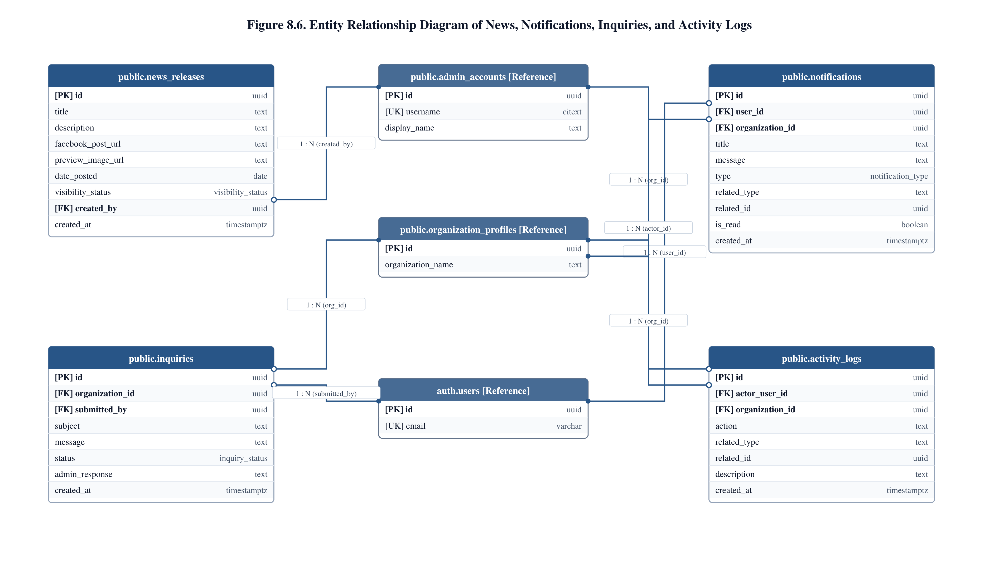 Figure 8.6. Entity Relationship Diagram of News, Notifications, Inquiries, and Activity Logs
public.news_releases
[PK] id uuid
title text
description text
facebook_post_url text
preview_image_url text
date_posted date
visibility_status visibility_status
[FK] created_by uuid
created_at timestamptz
1 : N (created_by)
public.admin_accounts [Reference]
[PK] id uuid
[UK] username citext
display_name text
public.notifications
[PK] id uuid
[FK] user_id uuid
[FK] organization_id uuid
title text
message text
type notification_type
related_type text
related_id uuid
is_read boolean
created_at timestamptz
1 : N (org_id)
1 : N (actor_id)
1 : N (user_id)
public.organization_profiles [Reference]
[PK] id uuid
organization_name text
1 : N (org_id)
1 : N (org_id)
public.inquiries
[PK] id uuid
[FK] organization_id uuid
[FK] submitted_by uuid
subject text
message text
status inquiry_status
admin_response text
created_at timestamptz
1 : N (submitted_by)
auth.users [Reference]
[PK] id uuid
[UK] email varchar
public.activity_logs
[PK] id uuid
[FK] actor_user_id uuid
[FK] organization_id uuid
action text
related_type text
related_id uuid
description text
created_at timestamptz